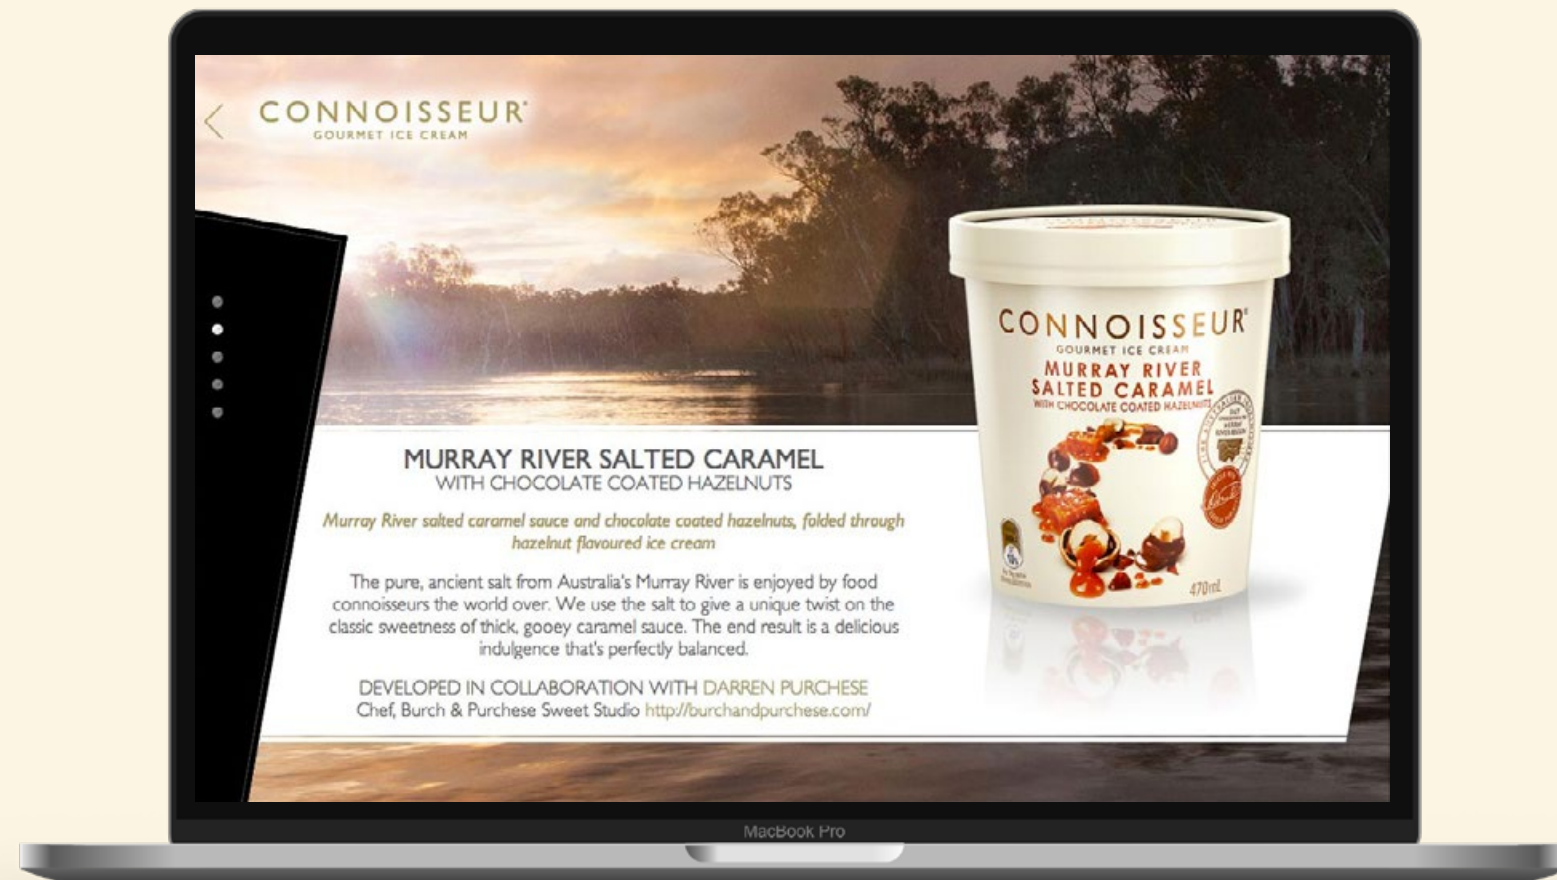 CONNOISSEUR®
GOURMET ICE CREAM
CONNOISSEUR®
GOURMET ICE CREAM
MURRAY RIVER
SALTED CARAMEL
WITH CHOCOLATE COATED HAZELNUTS
470mL
MURRAY RIVER SALTED CARAMEL
WITH CHOCOLATE COATED HAZELNUTS
Murray River salted caramel sauce and chocolate coated hazelnuts, folded through
hazelnut flavoured ice cream
The pure, ancient salt from Australia's Murray River is enjoyed by food
connoisseurs the world over. We use the salt to give a unique twist on the
classic sweetness of thick, gooey caramel sauce. The end result is a delicious
indulgence that's perfectly balanced.
DEVELOPED IN COLLABORATION WITH DARREN PURCHESE
Chef, Burch & Purchese Sweet Studio http://burchandpurchese.com/
MacBook Pro